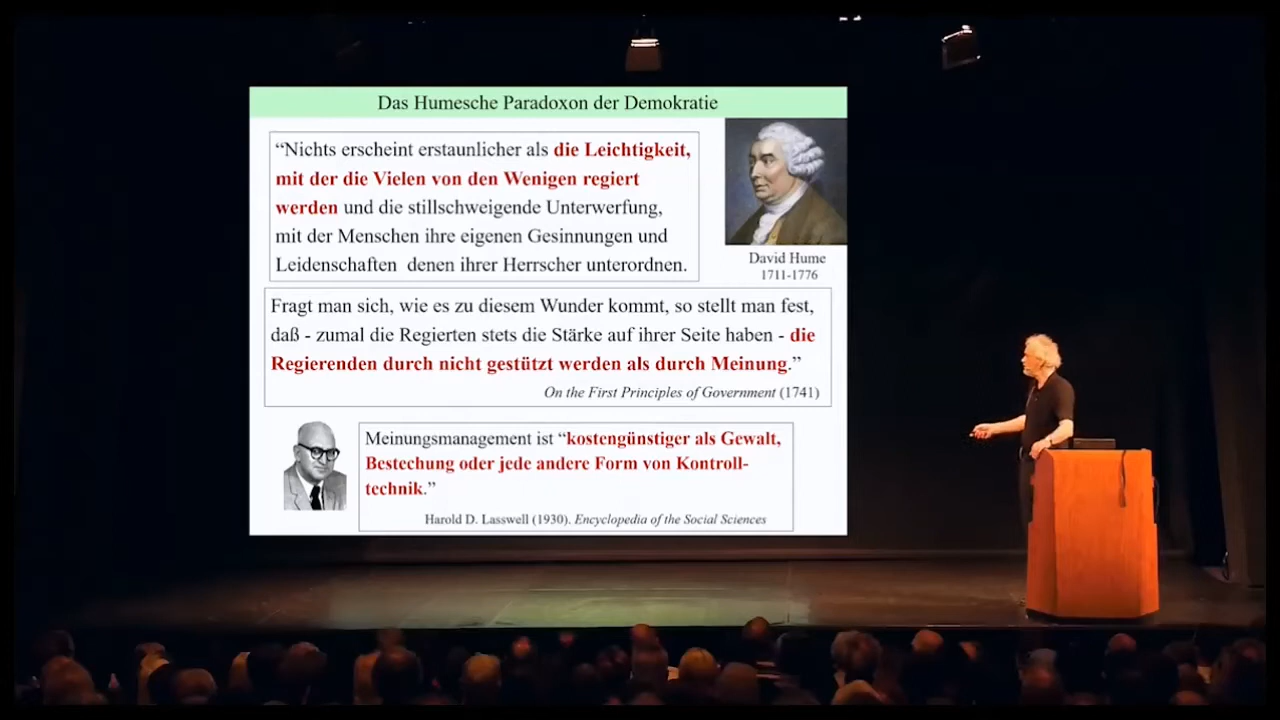 Das Humesche Paradoxon der Demokratie
“Nichts erscheint erstaunlicher als die Leichtigkeit,
mit der die Vielen von den Wenigen regiert
werden und die stillschweigende Unterwerfung,
mit der Menschen ihre eigenen Gesinnungen und
Leidenschaften denen ihrer Herrscher unterordnen.
David Hume
1711-1776
Fragt man sich, wie es zu diesem Wunder kommt, so stellt man fest,
daß - zumal die Regierten stets die Stärke auf ihrer Seite haben - die
Regierenden durch nicht gestützt werden als durch Meinung.”
On the First Principles of Government (1741)
Meinungsmanagement ist “kostengünstiger als Gewalt,
Bestechung oder jede andere Form von Kontroll-
technik.”
Harold D. Lasswell (1930). Encyclopedia of the Social Sciences